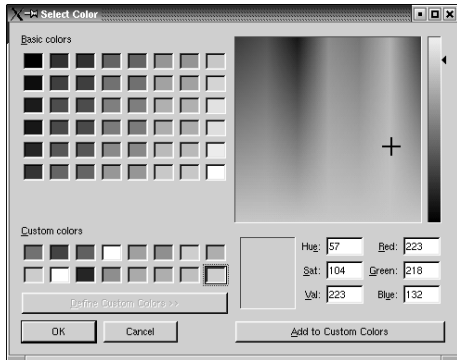 Select Color
Basic colors
Custom colors
Define Custom Colors >>
OK
Cancel
Hue: 57
Red: 223
Sat: 104
Green: 218
Val: 223
Blue: 132
Add to Custom Colors